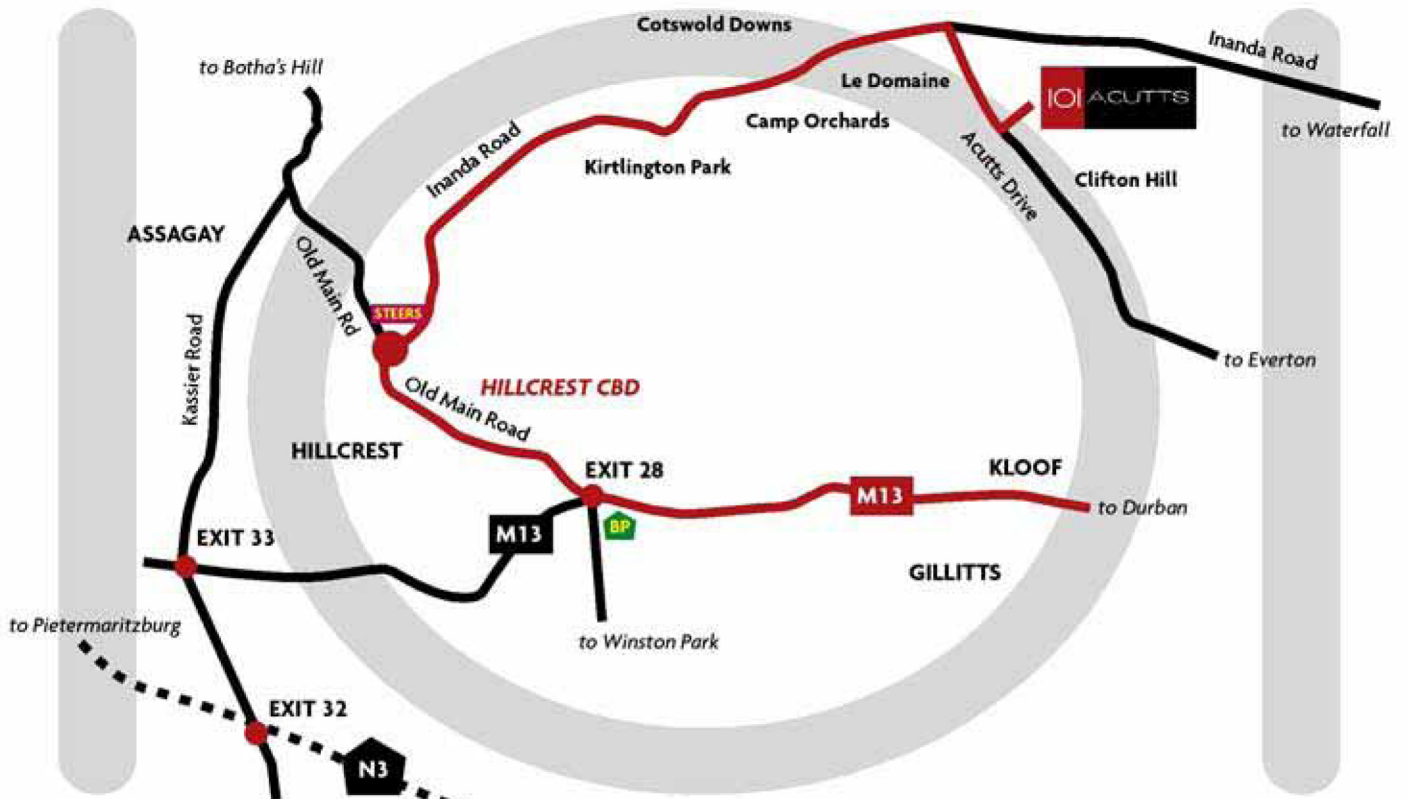 Cotswold Downs
Inanda Road
to Botha's Hill
Le Domaine
101 ACUTTS
Camp Orchards
to Waterfall
Inanda Road
Kirtlington Park
Acutts Drive
Clifton Hill
ASSAGAY
Old Main Rd
STEERS
Kassier Road
to Everton
HILLCREST CBD
Old Main Road
HILLCREST
EXIT 28
KLOOF
M13
to Durban
BP
M13
EXIT 33
GILLITTS
to Pietermaritzburg
to Winston Park
EXIT 32
N3